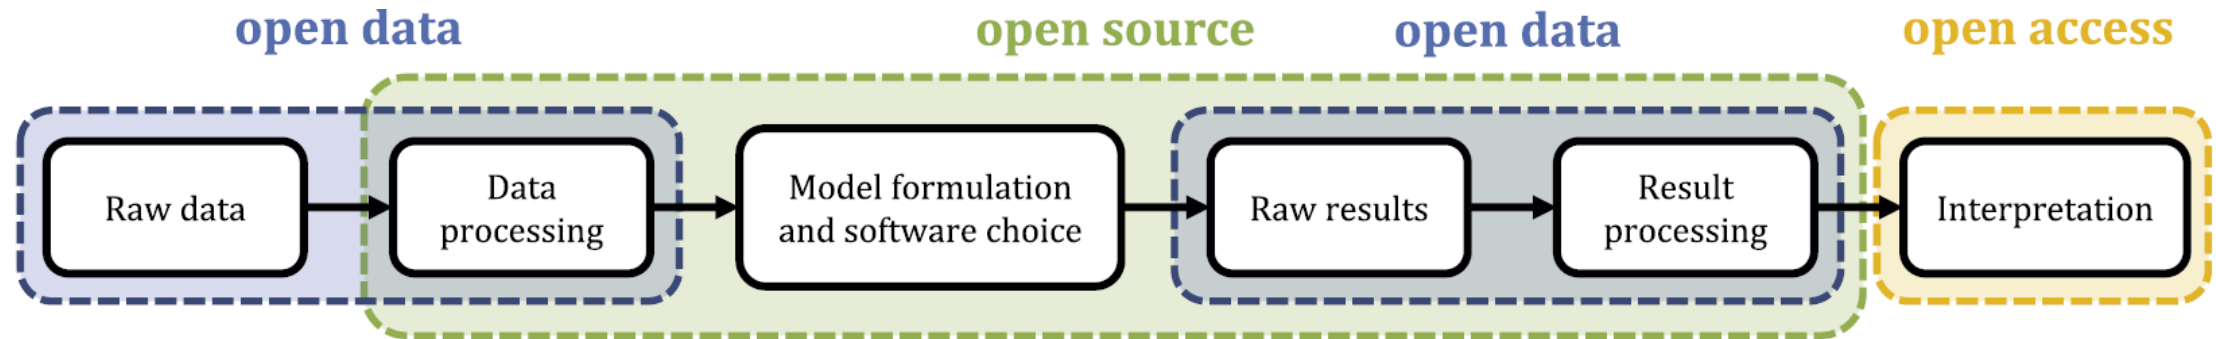 open data
open source
open data
open access
Raw data
Data
processing
Model formulation
and software choice
Raw results
Result
processing
Interpretation